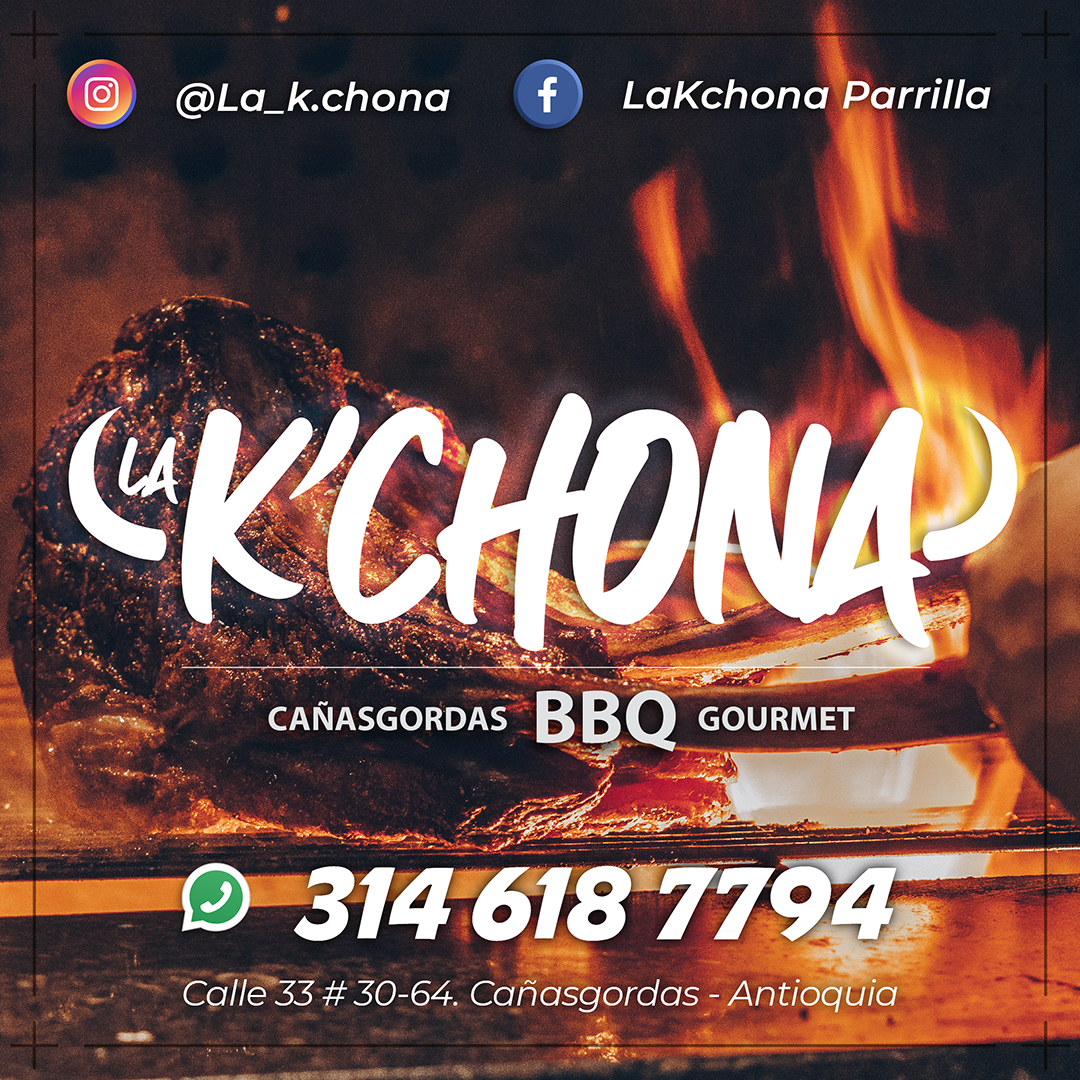 @La_k.chona
LaKchona Parrilla
LA K'CHONA
CAÑASGORDAS BBQ GOURMET
314 618 7794
Calle 33 # 30-64. Cañasgordas - Antioquia